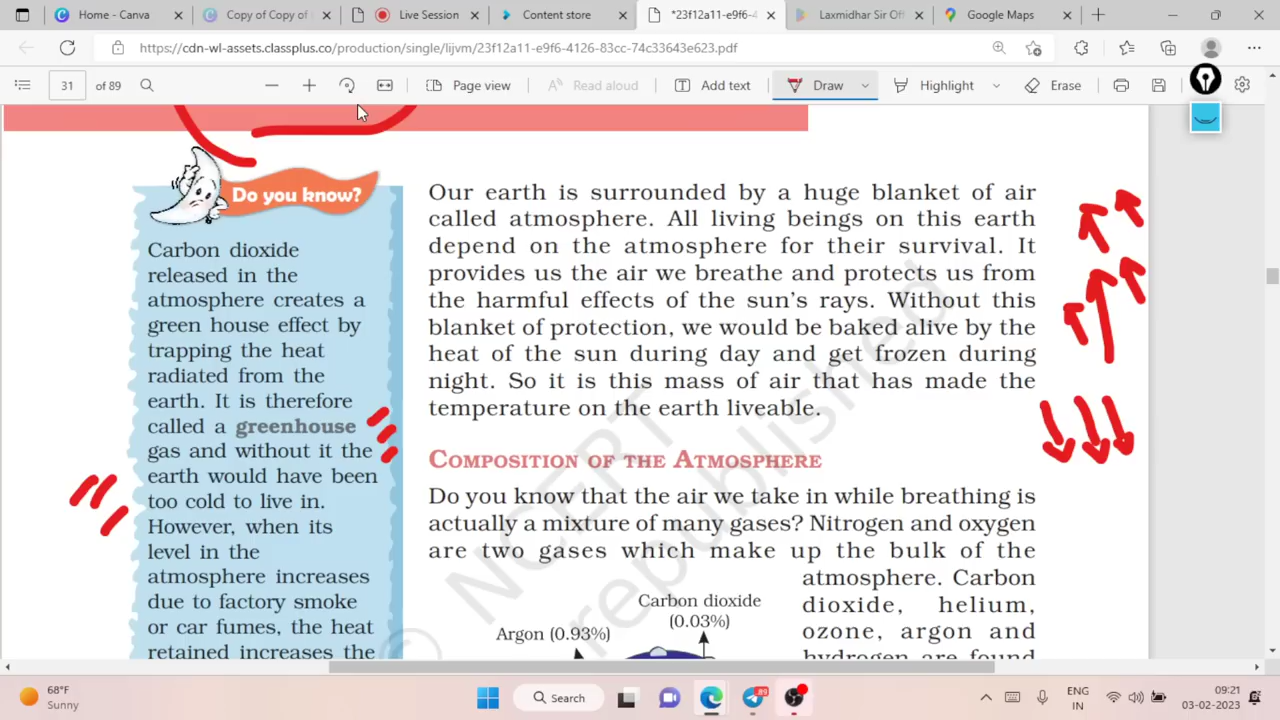 Home - Canva
Copy of Copy of
Live Session
Content store
*23f12a11-e9f6-4
Laxmidhar Sir Off
Google Maps
https://cdn-wl-assets.classplus.co/production/single/lijvm/23f12a11-e9f6-4126-83cc-74c33643e623.pdf
31 of 89
Page view
Read aloud
Add text
Draw
Highlight
Erase
Do you know?
Carbon dioxide
released in the
atmosphere creates a
green house effect by
trapping the heat
radiated from the
earth. It is therefore
called a greenhouse
gas and without it the
earth would have been
too cold to live in.
However, when its
level in the
atmosphere increases
due to factory smoke
or car fumes, the heat
retained increases the
Our earth is surrounded by a huge blanket of air
called atmosphere. All living beings on this earth
depend on the atmosphere for their survival. It
provides us the air we breathe and protects us from
the harmful effects of the sun's rays. Without this
blanket of protection, we would be baked alive by the
heat of the sun during day and get frozen during
night. So it is this mass of air that has made the
temperature on the earth liveable.
COMPOSITION OF THE ATMOSPHERE
Do you know that the air we take in while breathing is
actually a mixture of many gases? Nitrogen and oxygen
are two gases which make up the bulk of the
atmosphere. Carbon
dioxide, helium,
ozone, argon and
hydrogen are found
Carbon dioxide
(0.03%)
Argon (0.93%)
© NCERT
republished
68°F
Sunny
Search
89
ENG
IN
09:21
03-02-2023